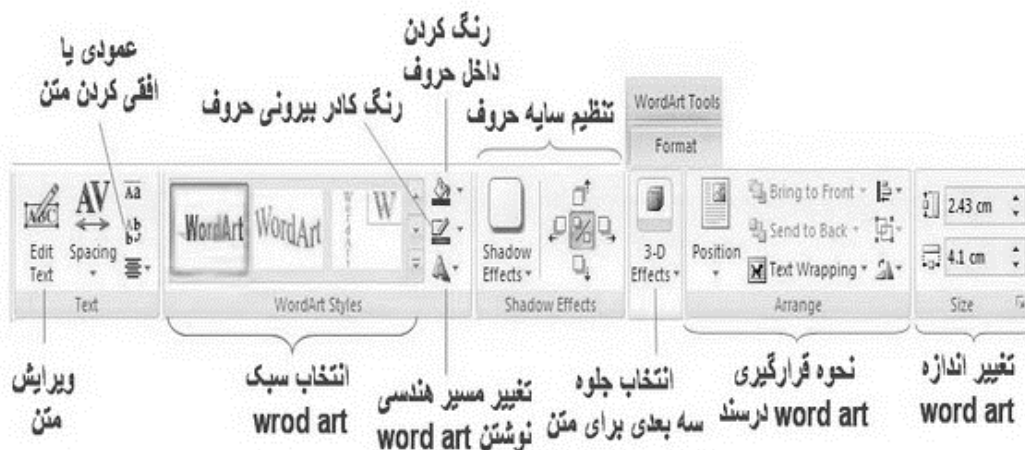 رنگ کردن
داخل حروف
عمودی یا
افقی کردن متن
رنگ کادر بیرونی حروف
تنظیم سایه حروف
WordArt Tools
Format
Edit
Text
AV
Spacing
Aa
Text
WordArt
WordArt
WordArt
W
WordArt Styles
Shadow
Effects
Shadow Effects
3-D
Effects
Position
Bring to Front
Send to Back
Text Wrapping
Arrange
2.43 cm
4.1 cm
Size
ویرایش
متن
انتخاب سبک
wrod art
تغییر مسیر هندسی
نوشتن word art
انتخاب جلوه
سه بعدی برای متن
نحوه قرارگیری
word art درسند
تغییر اندازه
word art